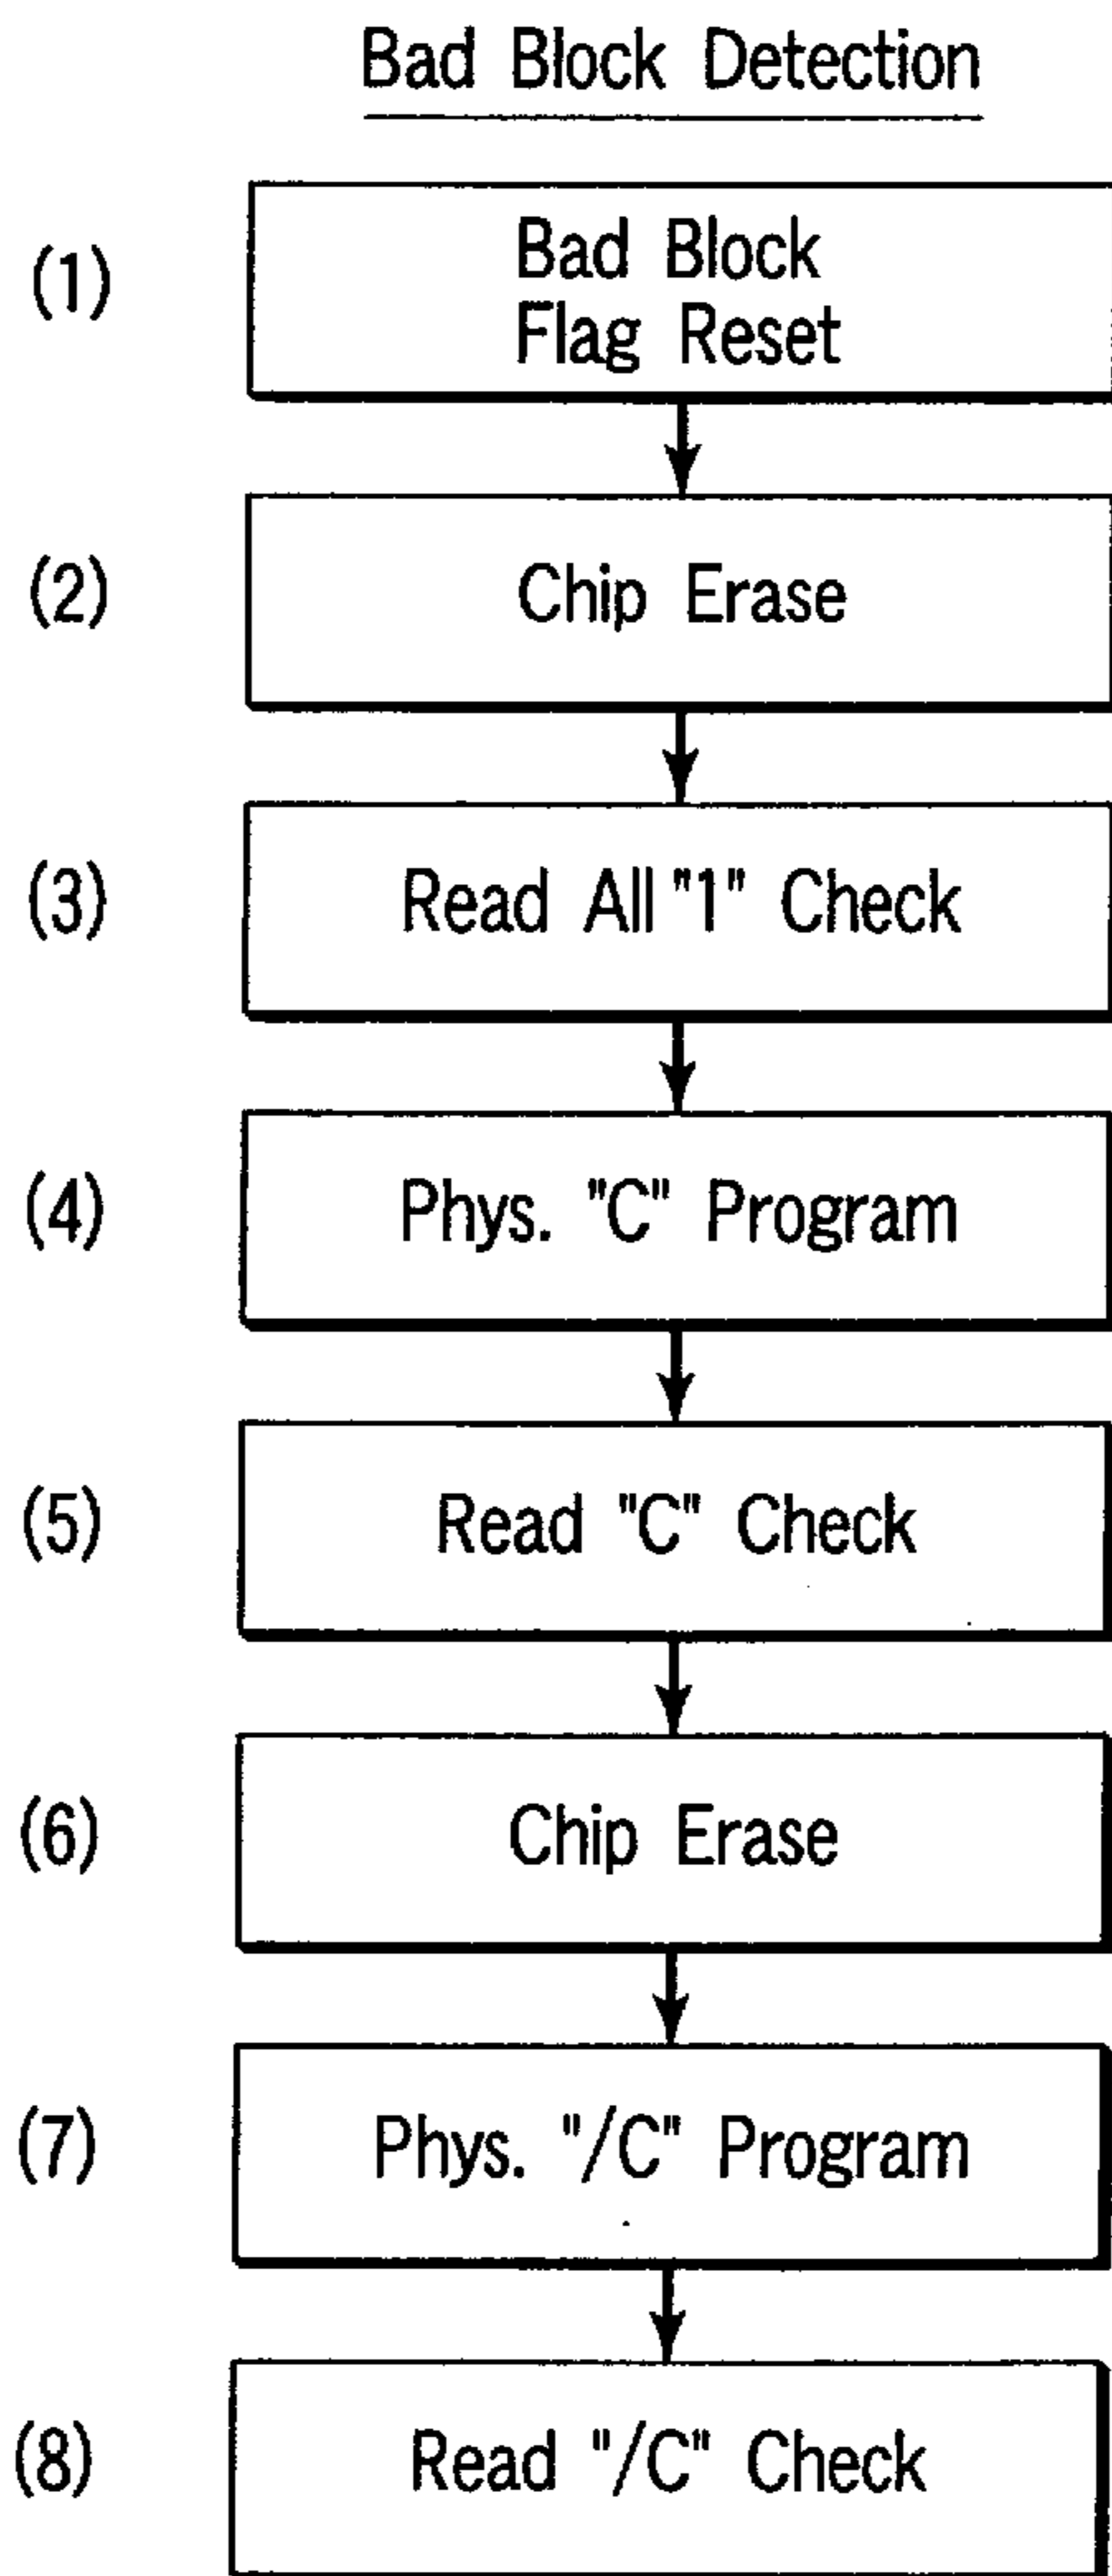 Bad Block Detection
(1)
Bad Block
Flag Reset
(2)
Chip Erase
(3)
Read All "1" Check
(4)
Phys. "C" Program
(5)
Read "C" Check
(6)
Chip Erase
(7)
Phys. "/C" Program
(8)
Read "/C" Check